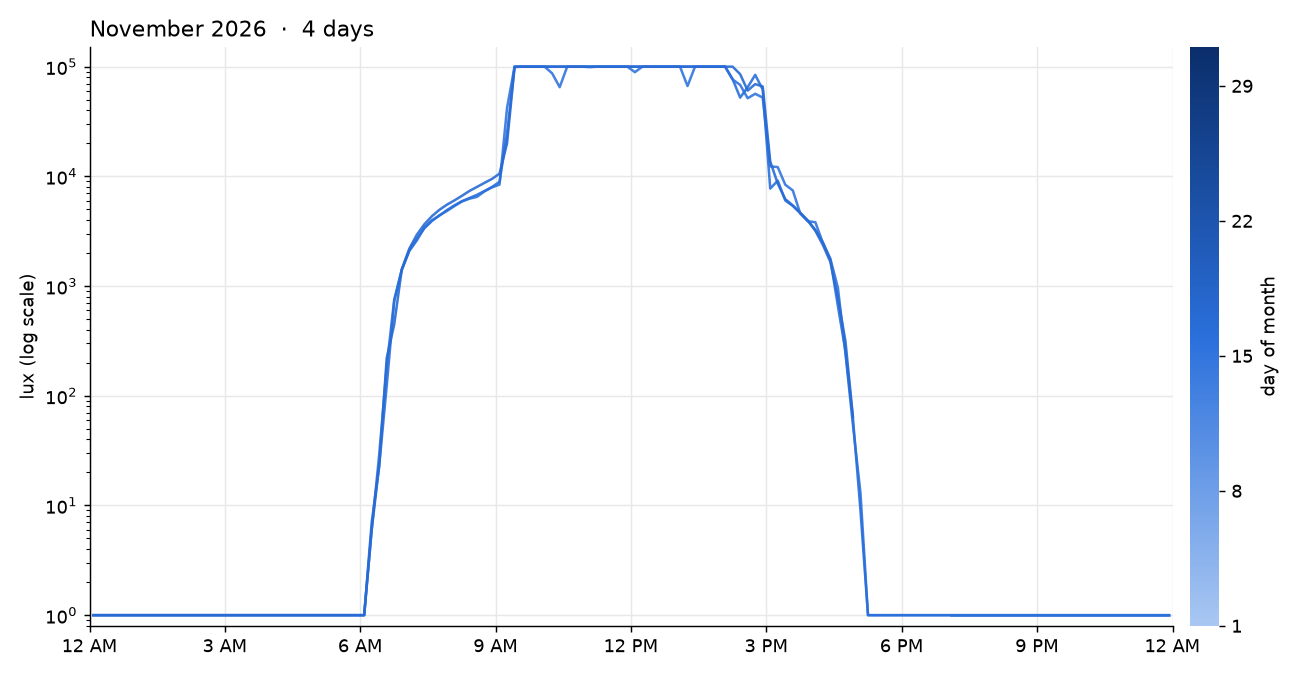 November 2026 · 4 days
lux (log scale)
10⁵
10⁴
10³
10²
10¹
10⁰
12 AM
3 AM
6 AM
9 AM
12 PM
3 PM
6 PM
9 PM
12 AM
29
22
15
8
1
day of month